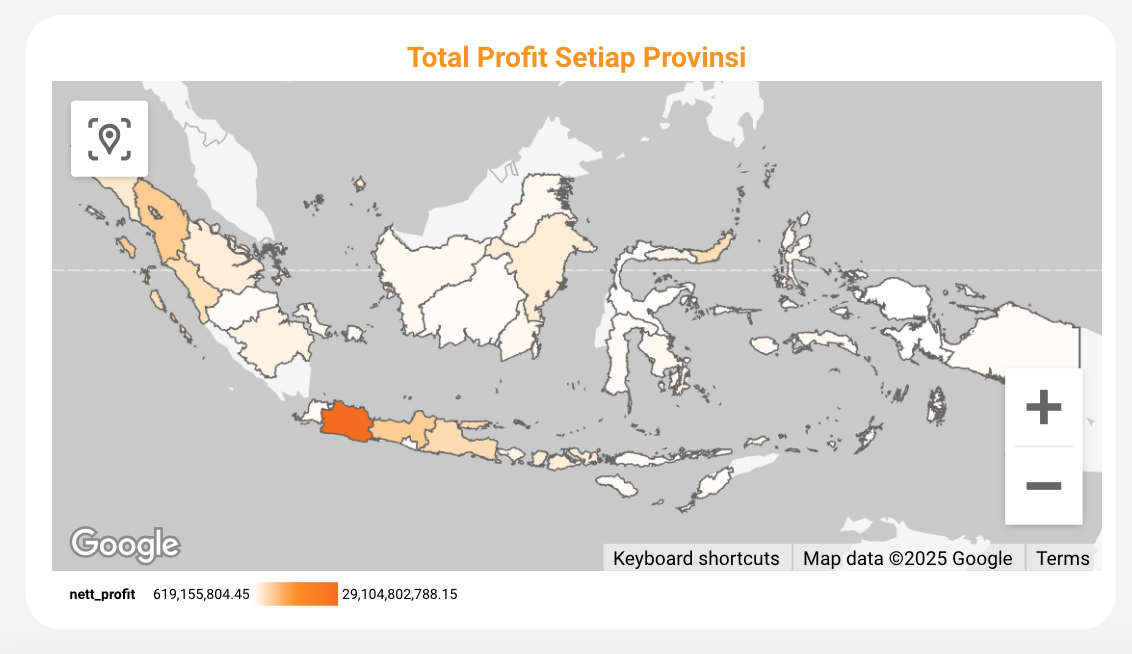 Total Profit Setiap Provinsi
Google
Keyboard shortcuts
Map data ©2025 Google
Terms
nett_profit 619,155,804.45 29,104,802,788.15